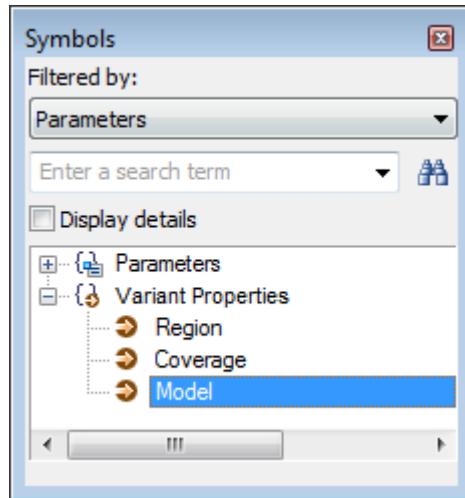 Symbols
Filtered by:
Parameters
Enter a search term
Display details
Parameters
Variant Properties
Region
Coverage
Model